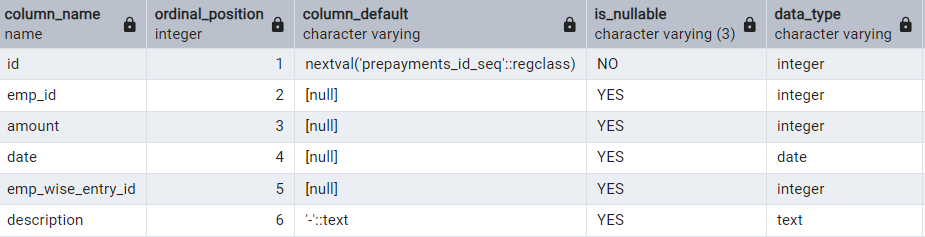 column_name ordinal_position column_default is_nullable data_type
name integer character varying character varying (3) character varying
id 1 nextval('prepayments_id_seq'::regclass) NO integer
emp_id 2 [null] YES integer
amount 3 [null] YES integer
date 4 [null] YES date
emp_wise_entry_id 5 [null] YES integer
description 6 '-'::text YES text